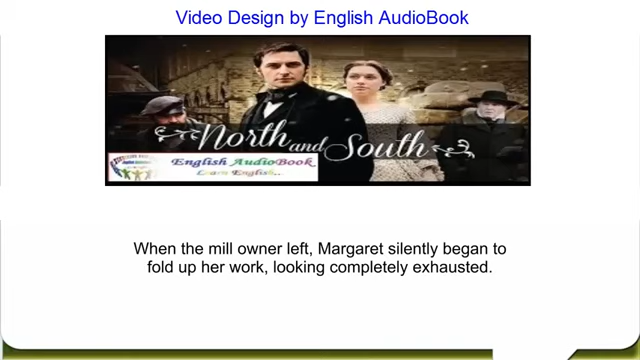 Video Design by English AudioBook
North and South
English AudioBook
Learn English...
When the mill owner left, Margaret silently began to
fold up her work, looking completely exhausted.